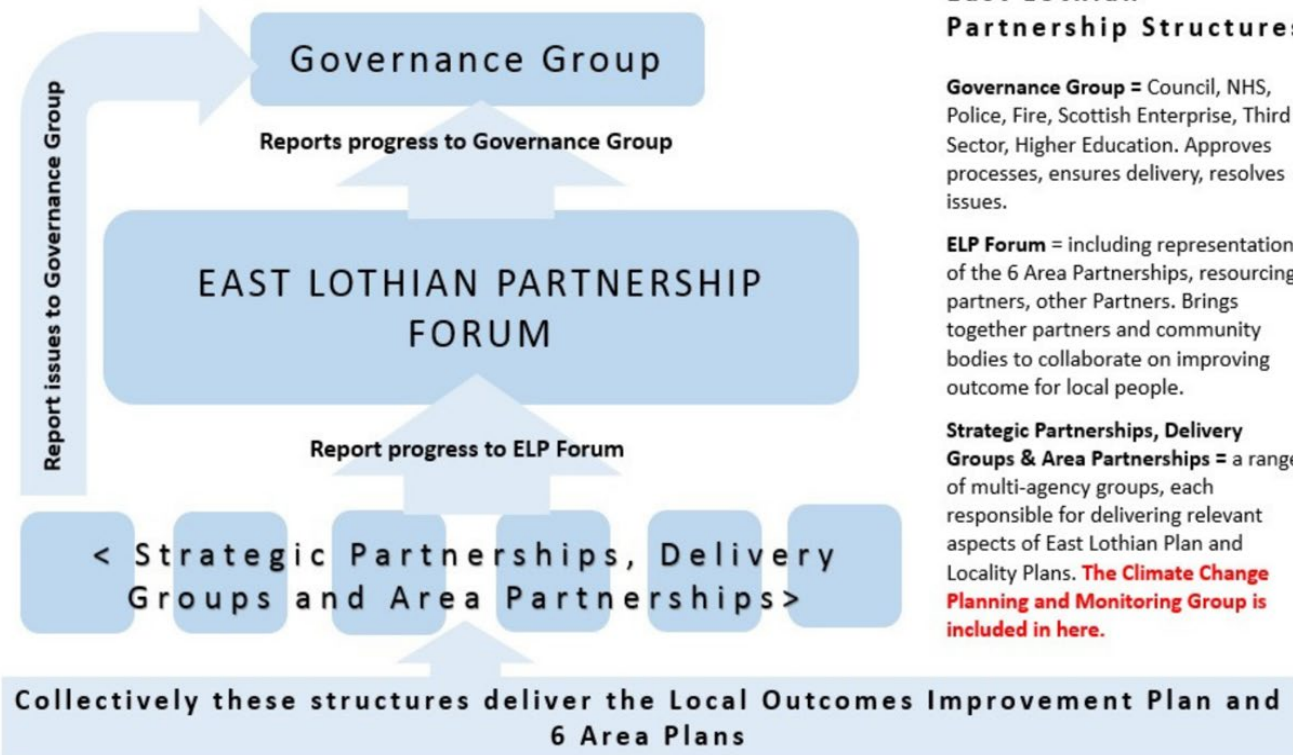 Governance Group
Reports progress to Governance Group
EAST LOTHIAN PARTNERSHIP
FORUM
Report progress to ELP Forum
< Strategic Partnerships, Delivery
Groups and Area Partnerships>
Report issues to Governance Group
Partnership Structures
Governance Group = Council, NHS,
Police, Fire, Scottish Enterprise, Third
Sector, Higher Education. Approves
processes, ensures delivery, resolves
issues.
ELP Forum = including representation
of the 6 Area Partnerships, resourcing
partners, other Partners. Brings
together partners and community
bodies to collaborate on improving
outcome for local people.
Strategic Partnerships, Delivery
Groups & Area Partnerships = a range
of multi-agency groups, each
responsible for delivering relevant
aspects of East Lothian Plan and
Locality Plans. The Climate Change
Planning and Monitoring Group is
included in here.
Collectively these structures deliver the Local Outcomes Improvement Plan and
6 Area Plans